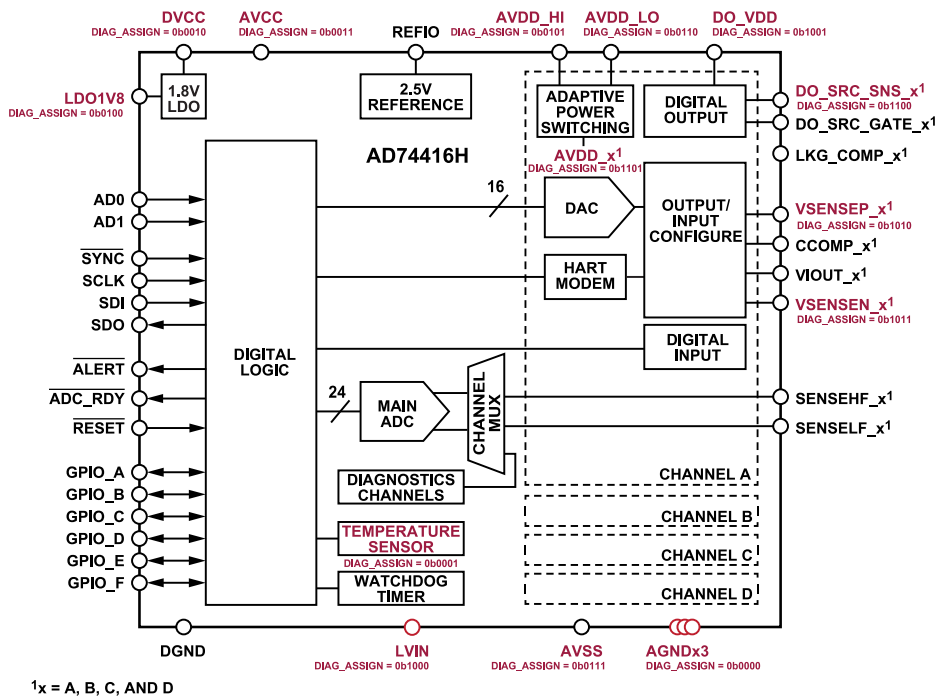 DVCC
DIAG_ASSIGN = 0b0010
AVCC
DIAG_ASSIGN = 0b0011
REFIO
AVDD_HI
DIAG_ASSIGN = 0b0101
AVDD_LO
DIAG_ASSIGN = 0b0110
DO_VDD
DIAG_ASSIGN = 0b1001
LDO1V8
DIAG_ASSIGN = 0b0100
1.8V
LDO
2.5V
REFERENCE
ADAPTIVE
POWER
SWITCHING
DIGITAL
OUTPUT
DO_SRC_SNS_x¹
DIAG_ASSIGN = 0b1100
DO_SRC_GATE_x¹
LKG_COMP_x¹
AD74416H
AVDD_x¹
DIAG_ASSIGN = 0b1101
AD0
AD1
SYNC
SCLK
SDI
SDO
ALERT
ADC_RDY
RESET
GPIO_A
GPIO_B
GPIO_C
GPIO_D
GPIO_E
GPIO_F
DIGITAL
LOGIC
16
DAC
OUTPUT/
INPUT
CONFIGURE
HART
MODEM
VSENSEP_x¹
DIAG_ASSIGN = 0b1010
CCOMP_x¹
VIOUT_x¹
VSENSEN_x¹
DIAG_ASSIGN = 0b1011
DIGITAL
INPUT
24
MAIN
ADC
CHANNEL
MUX
SENSEHF_x¹
SENSELF_x¹
DIAGNOSTICS
CHANNELS
TEMPERATURE
SENSOR
DIAG_ASSIGN = 0b0001
WATCHDOG
TIMER
CHANNEL A
CHANNEL B
CHANNEL C
CHANNEL D
DGND
LVIN
DIAG_ASSIGN = 0b1000
AVSS
DIAG_ASSIGN = 0b0111
AGNDx3
DIAG_ASSIGN = 0b0000
¹x = A, B, C, AND D